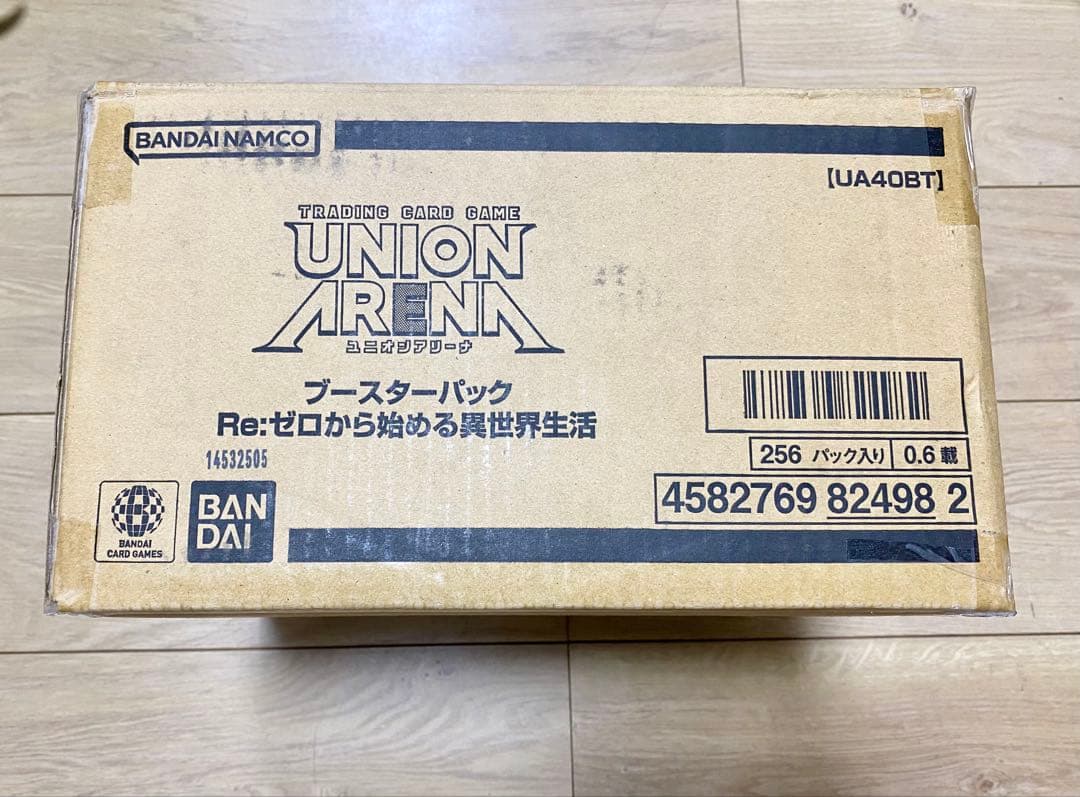 BANDAI NAMCO
【UA40BT】
TRADING CARD GAME
UNION
ARENA
ユニオンアリーナ
ブースターパック
Re:ゼロから始める異世界生活
14532505
256 パック入り 0.6 載
4582769 82498 2
BANDAI
CARD GAMES
BAN
DAI